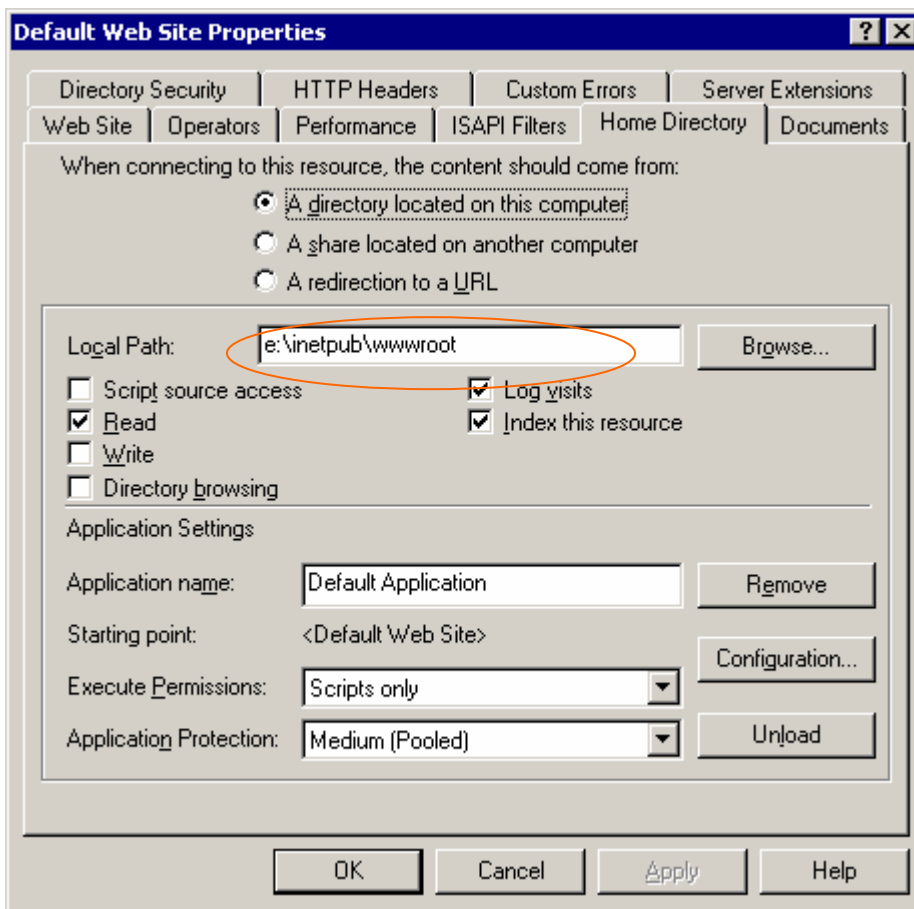 Default Web Site Properties
Directory Security HTTP Headers Custom Errors Server Extensions
Web Site Operators Performance ISAPI Filters Home Directory Documents
When connecting to this resource, the content should come from:
A directory located on this computer
A share located on another computer
A redirection to a URL
Local Path: e:\inetpub\wwwroot Browse...
Script source access Log visits
Read Index this resource
Write
Directory browsing
Application Settings
Application name: Default Application Remove
Starting point: <Default Web Site>
Configuration...
Execute Permissions: Scripts only
Application Protection: Medium (Pooled) Unload
OK Cancel Apply Help